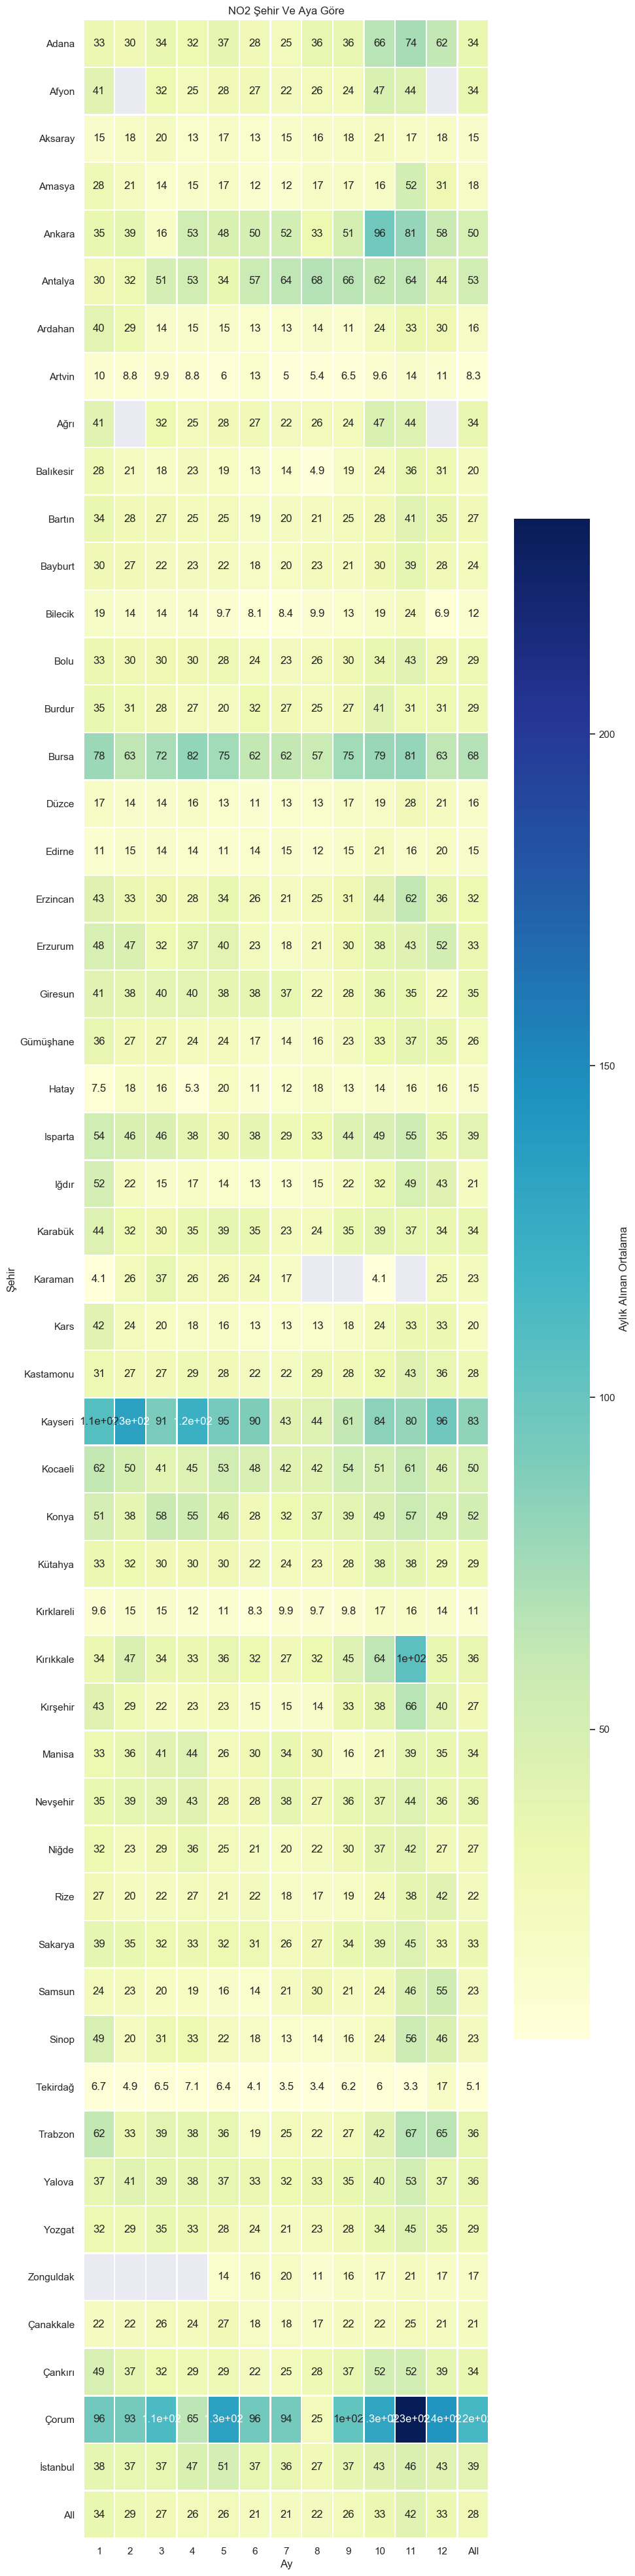 NO2 Şehir Ve Aya Göre
Adana 33 30 34 32 37 28 25 36 36 66 74 62 34
Afyon 41 32 25 28 27 22 26 24 47 44 34
Aksaray 15 18 20 13 17 13 15 16 18 21 17 18 15
Amasya 28 21 14 15 17 12 12 17 17 16 52 31 18
Ankara 35 39 16 53 48 50 52 33 51 96 81 58 50
Antalya 30 32 51 53 34 57 64 68 66 62 64 44 53
Ardahan 40 29 14 15 15 13 13 14 11 24 33 30 16
Artvin 10 8.8 9.9 8.8 6 13 5 5.4 6.5 9.6 14 11 8.3
Ağrı 41 32 25 28 27 22 26 24 47 44 34
Balıkesir 28 21 18 23 19 13 14 4.9 19 24 36 31 20
Bartın 34 28 27 25 25 19 20 21 25 28 41 35 27
Bayburt 30 27 22 23 22 18 20 23 21 30 39 28 24
Bilecik 19 14 14 14 9.7 8.1 8.4 9.9 13 19 24 6.9 12
Bolu 33 30 30 30 28 24 23 26 30 34 43 29 29
Burdur 35 31 28 27 20 32 27 25 27 41 31 31 29
200
Bursa 78 63 72 82 75 62 62 57 75 79 81 63 68
Düzce 17 14 14 16 13 11 13 13 17 19 28 21 16
Edirne 11 15 14 14 11 14 15 12 15 21 16 20 15
Erzincan 43 33 30 28 34 26 21 25 31 44 62 36 32
Erzurum 48 47 32 37 40 23 18 21 30 38 43 52 33
Giresun 41 38 40 40 38 38 37 22 28 36 35 22 35
Gümüşhane 36 27 27 24 24 17 14 16 23 33 37 35 26
150
Hatay 7.5 18 16 5.3 20 11 12 18 13 14 16 16 15
Isparta 54 46 46 38 30 38 29 33 44 49 55 35 39
Iğdır 52 22 15 17 14 13 13 15 22 32 49 43 21
Karabük 44 32 30 35 39 35 23 24 35 39 37 34 34
Karaman 4.1 26 37 26 26 24 17 4.1 25 23
Şehir
Aylık Alınan Ortalama
Kars 42 24 20 18 16 13 13 13 18 24 33 33 20
Kastamonu 31 27 27 29 28 22 22 29 28 32 43 36 28
100
Kayseri 91 1.2e+02 95 90 43 44 61 84 80 96 83
Kocaeli 62 50 41 45 53 48 42 42 54 51 61 46 50
Konya 51 38 58 55 46 28 32 37 39 49 57 49 52
Kütahya 33 32 30 30 30 22 24 23 28 38 38 29 29
Kırklareli 9.6 15 15 12 11 8.3 9.9 9.7 9.8 17 16 14 11
Kırıkkale 34 47 34 33 36 32 27 32 45 64 1e+02 35 36
Kırşehir 43 29 22 23 23 15 15 14 33 38 66 40 27
50
Manisa 33 36 41 44 26 30 34 30 16 21 39 35 34
Nevşehir 35 39 39 43 28 28 38 27 36 37 44 36 36
Niğde 32 23 29 36 25 21 20 22 30 37 42 27 27
Rize 27 20 22 27 21 22 18 17 19 24 38 42 22
Sakarya 39 35 32 33 32 31 26 27 34 39 45 33 33
Samsun 24 23 20 19 16 14 21 30 21 24 46 55 23
Sinop 49 20 31 33 22 18 13 14 16 24 56 46 23
Tekirdağ 6.7 4.9 6.5 7.1 6.4 4.1 3.5 3.4 6.2 6 3.3 17 5.1
Trabzon 62 33 39 38 36 19 25 22 27 42 67 65 36
Yalova 37 41 39 38 37 33 32 33 35 40 53 37 36
Yozgat 32 29 35 33 28 24 21 23 28 34 45 35 29
Zonguldak 14 16 20 11 16 17 21 17 17
Çanakkale 22 22 26 24 27 18 18 17 22 22 25 21 21
Çankırı 49 37 32 29 29 22 25 28 37 52 52 39 34
Çorum 96 93 65 96 94 25 1e+02
İstanbul 38 37 37 47 51 37 36 27 37 43 46 43 39
All 34 29 27 26 26 21 21 22 26 33 42 33 28
1 2 3 4 5 6 7 8 9 10 11 12 All
Ay